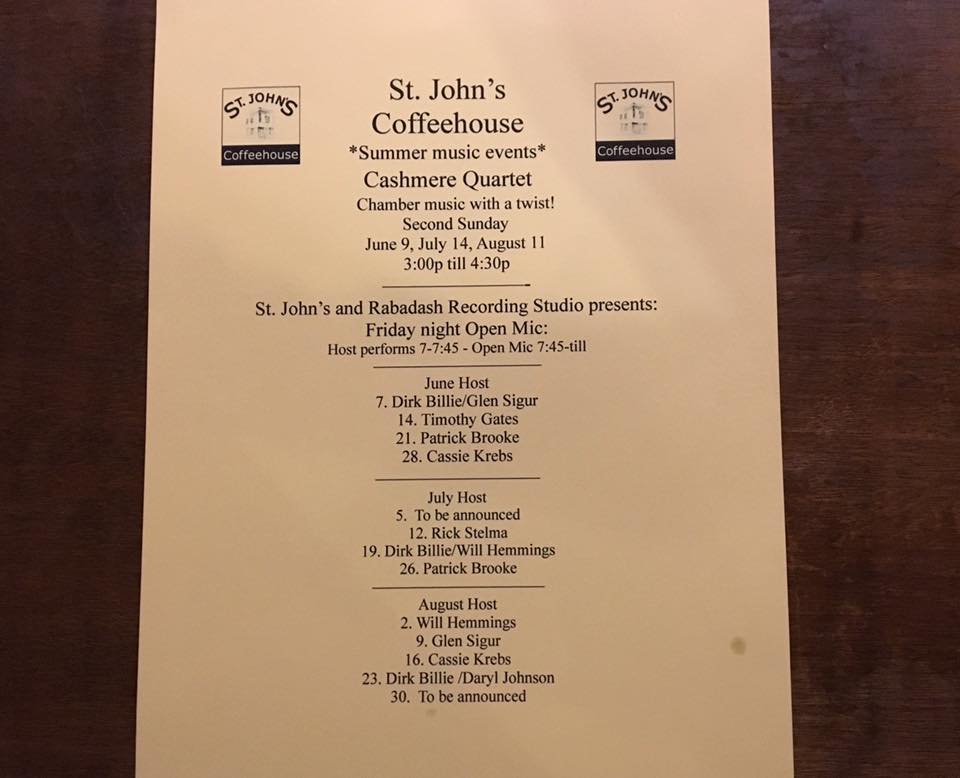 St. John's
Coffeehouse
ST. JOHN'S
Coffeehouse
ST. JOHN'S
Coffeehouse
*Summer music events*
Cashmere Quartet
Chamber music with a twist!
Second Sunday
June 9, July 14, August 11
3:00p till 4:30p
St. John's and Rabadash Recording Studio presents:
Friday night Open Mic:
Host performs 7-7:45 - Open Mic 7:45-till
June Host
7. Dirk Billie/Glen Sigur
14. Timothy Gates
21. Patrick Brooke
28. Cassie Krebs
July Host
5.  To be announced
12. Rick Stelma
19. Dirk Billie/Will Hemmings
26. Patrick Brooke
August Host
2. Will Hemmings
9. Glen Sigur
16. Cassie Krebs
23. Dirk Billie /Daryl Johnson
30.  To be announced